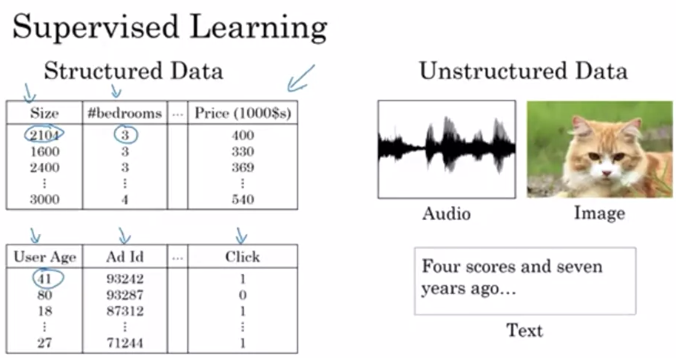 Supervised Learning
Structured Data
Size #bedrooms ... Price (1000$s)
2104 3 400
1600 3 330
2400 3 369
⋮ ⋮ ⋮
3000 4 540
User Age Ad Id ... Click
41 93242 1
80 93287 0
18 87312 1
⋮ ⋮ ⋮
27 71244 1
Unstructured Data
Audio
Image
Four scores and seven
years ago...
Text